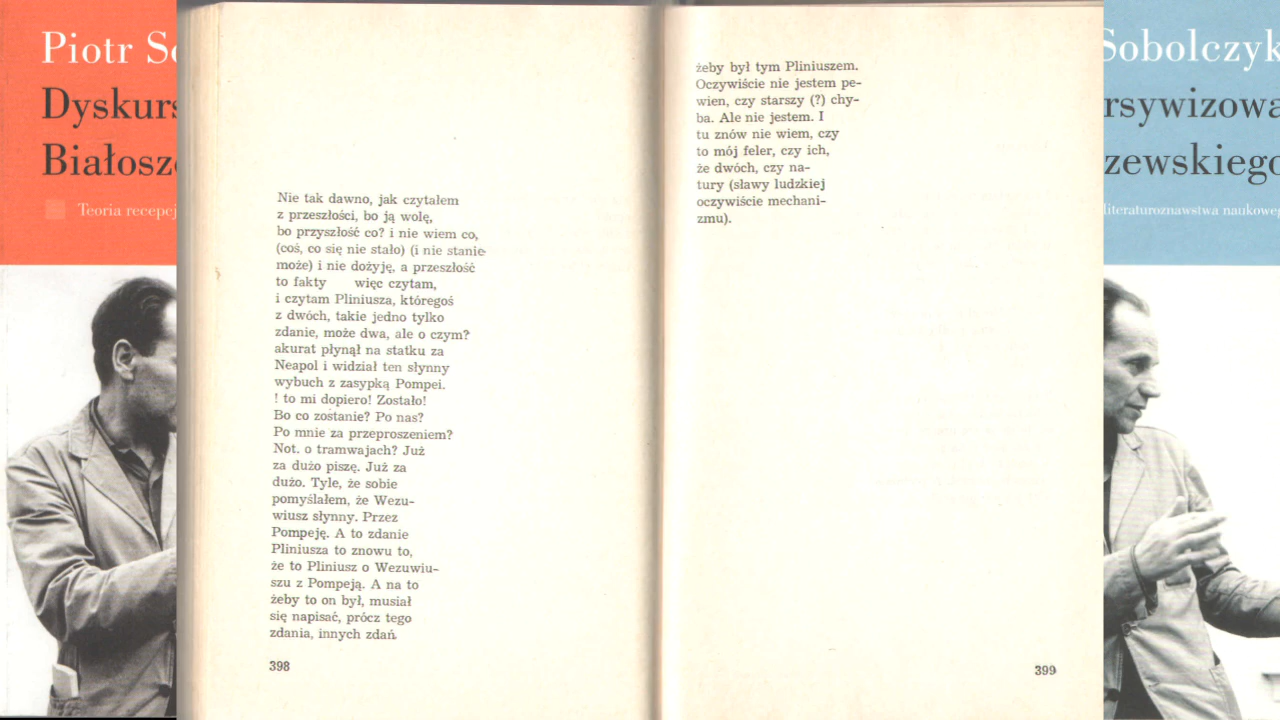 Piotr So
Dyskurs
Białosz
Teoria recepcj
Nie tak dawno, jak czytałem
z przeszłości, bo ją wolę,
bo przyszłość co? i nie wiem co,
(coś, co się nie stało) (i nie stanie
może) i nie dożyję, a przeszłość
to fakty więc czytam,
i czytam Pliniusza, któregoś
z dwóch, takie jedno tylko
zdanie, może dwa, ale o czym?
akurat płynął na statku za
Neapol i widział ten słynny
wybuch z zasypką Pompei.
! to mi dopiero! Zostało!
Bo co zostanie? Po nas?
Po mnie za przeproszeniem?
Not. o tramwajach? Już
za dużo piszę. Już za
dużo. Tyle, że sobie
pomyślałem, że Wezu-
wiusz słynny. Przez
Pompeję. A to zdanie
Pliniusza to znowu to,
że to Pliniusz o Wezuwiu-
szu z Pompeją. A na to
żeby to on był, musiał
się napisać, prócz tego
zdania, innych zdań
398
żeby był tym Pliniuszem.
Oczywiście nie jestem pe-
wien, czy starszy (?) chy-
ba. Ale nie jestem. I
tu znów nie wiem, czy
to mój feler, czy ich,
że dwóch, czy na-
tury (sławy ludzkiej
oczywiście mechani-
zmu).
399
Sobolczyk
rsywizowa
zewskiego
literaturoznawstwa naukoweg